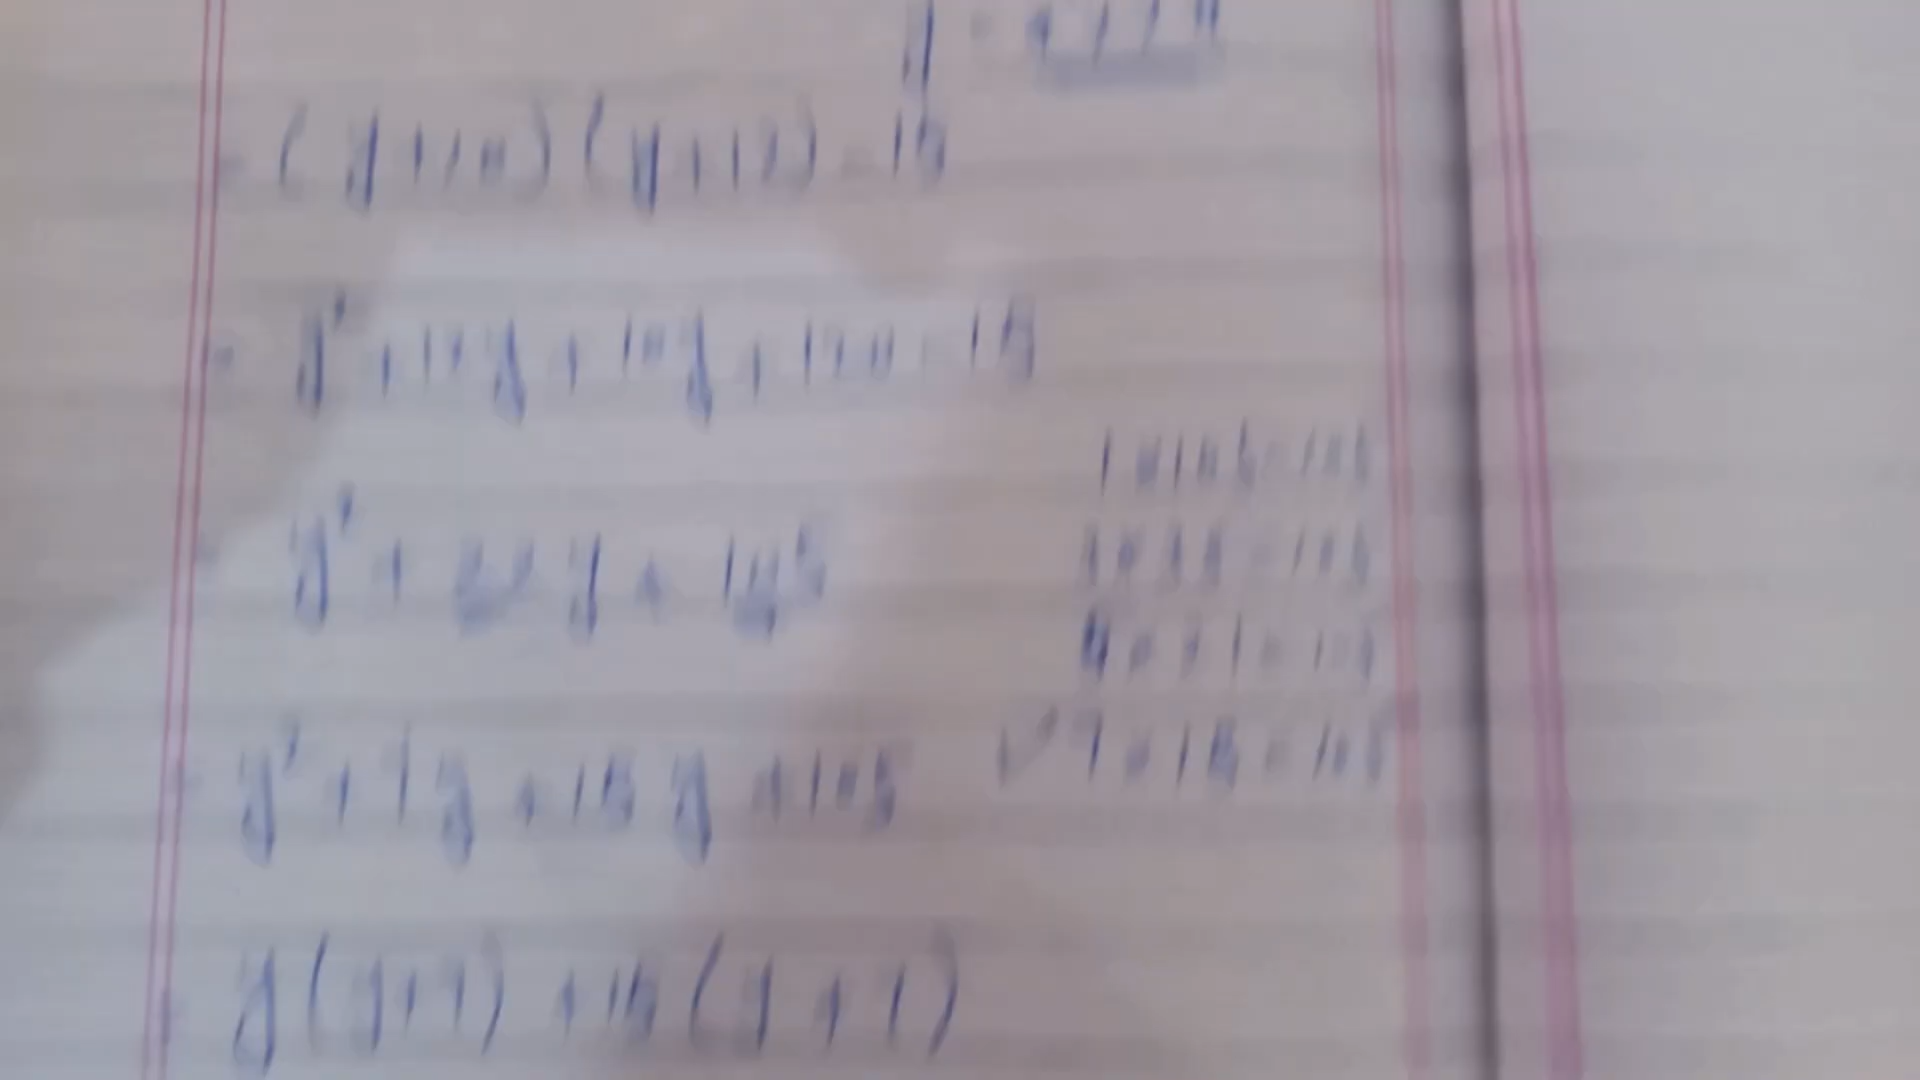 = (y+10)(y+12) - 15
= y² + 12y + 10y + 120 - 15
= y² + 22y + 105
1 × 105 = 105
3 × 35 = 105
5 × 21 = 105
= y² + 7y + 15y + 105
✓ 7 × 15 = 105
y(y+7) + 15(y+7)